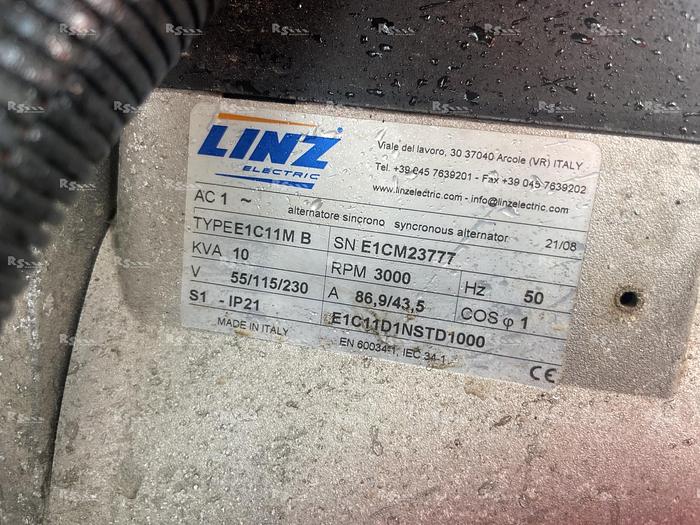 LINZ
ELECTRIC
Viale del lavoro, 30 37040 Arcole (VR) ITALY
Tel. +39 045 7639201 - Fax +39 045 7639202
www.linzelectric.com - info@linzelectric.com
AC 1 ~ alternatore sincrono syncronous alternator 21/08
TYPE E1C11M B SN E1CM23777
KVA 10 RPM 3000 Hz 50
V 55/115/230 A 86,9/43,5 COS φ 1
S1 - IP21 E1C11D1NSTD1000
MADE IN ITALY EN 60034-1, IEC 34-1 CE